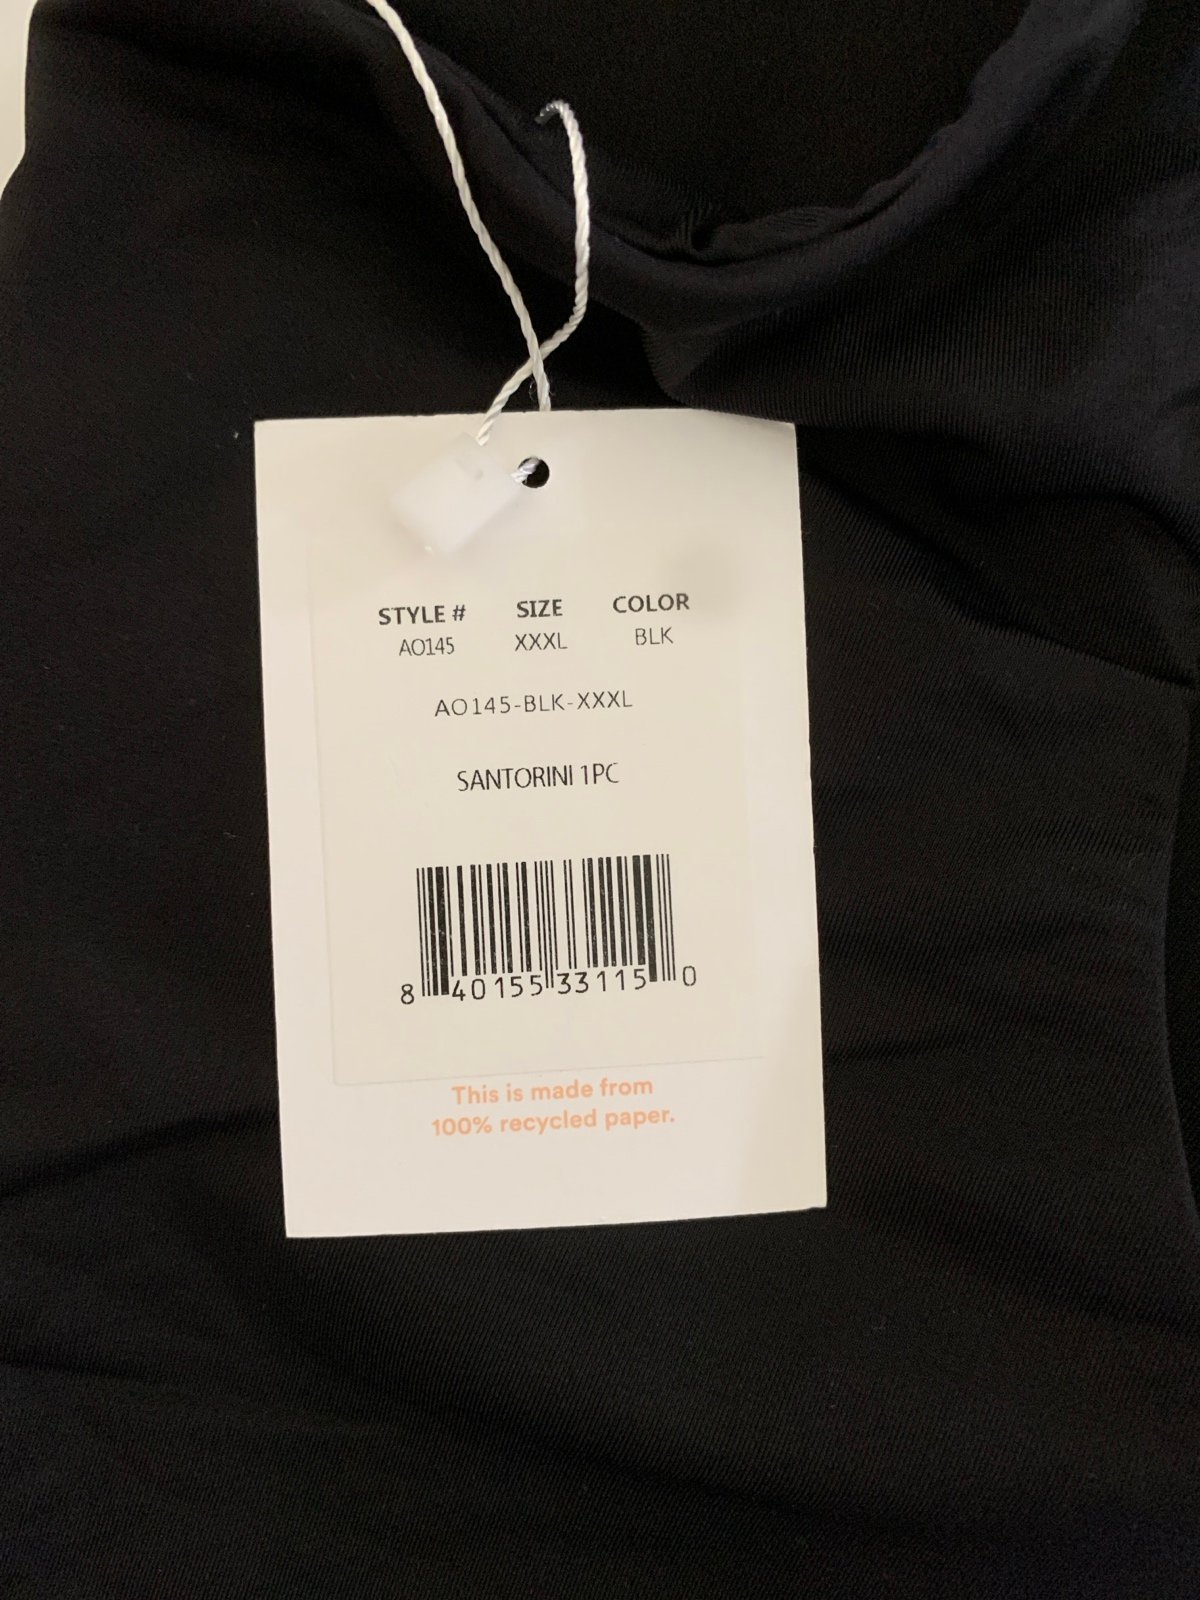 STYLE # SIZE COLOR
AO145 XXXL BLK
AO145-BLK-XXXL
SANTORINI 1PC
8 40155 33115 0
This is made from
100% recycled paper.